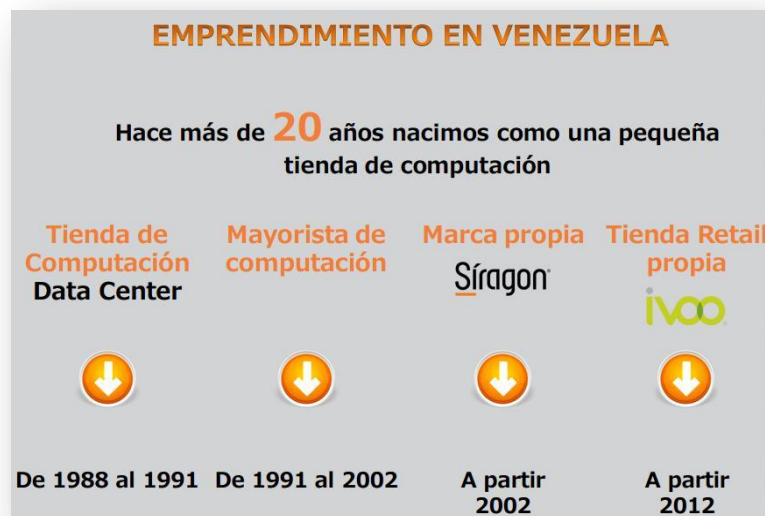 EMPRENDIMIENTO EN VENEZUELA
Hace más de 20 años nacimos como una pequeña
tienda de computación
Tienda de
Computación
Data Center
Mayorista de
computación
Marca propia
Síragon
Tienda Retail
propia
ivoo
De 1988 al 1991
De 1991 al 2002
A partir
2002
A partir
2012